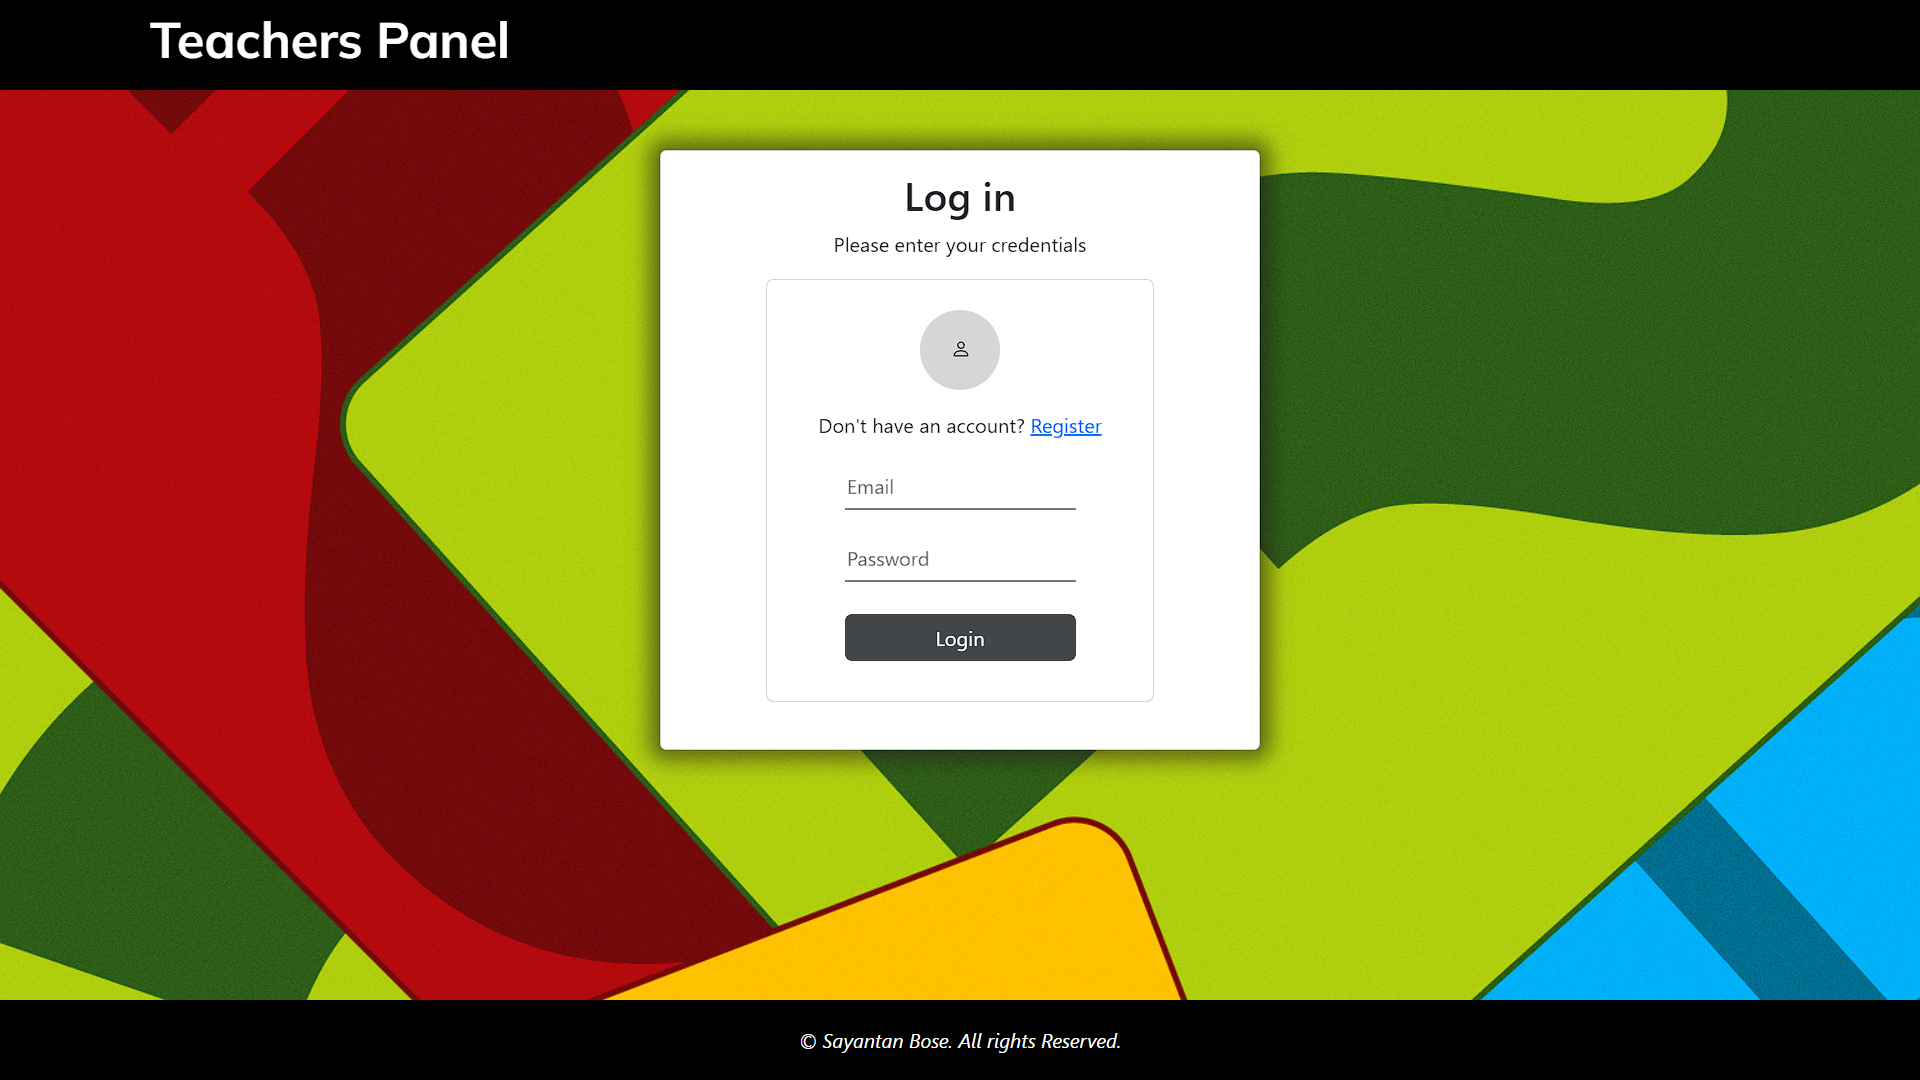 Teachers Panel
Log in
Please enter your credentials
Don't have an account? Register
Email
Password
Login
© Sayantan Bose. All rights Reserved.